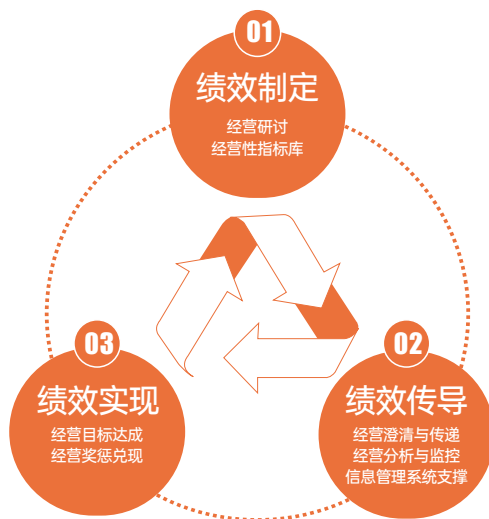 01
绩效制定
经营研讨
经营性指标库
02
绩效传导
经营澄清与传递
经营分析与监控
信息管理系统支撑
03
绩效实现
经营目标达成
经营奖惩兑现